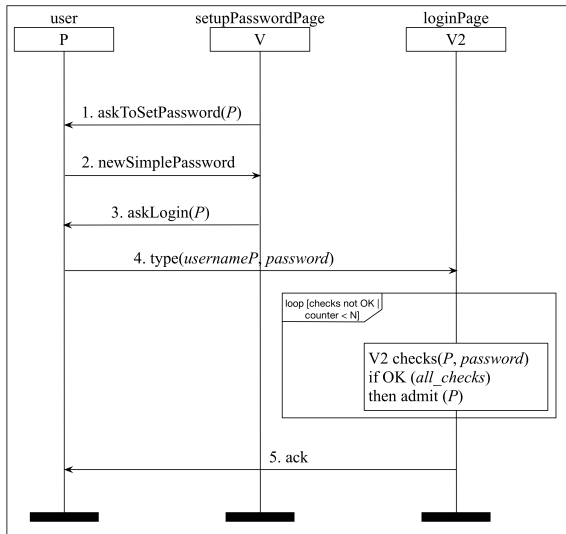 user
setupPasswordPage
loginPage
P
V
V2
1. askToSetPassword(P)
2. newSimplePassword
3. askLogin(P)
4. type(usernameP, password)
loop [checks not OK |
counter < N]
V2 checks(P, password)
if OK (all_checks)
then admit (P)
5. ack